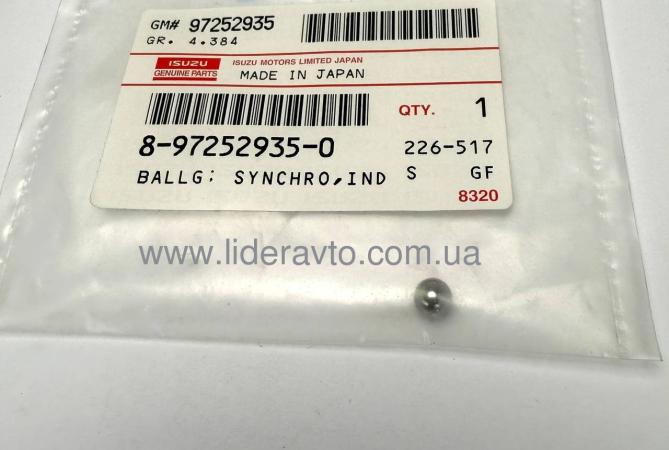 GM# 97252935
GR. 4.384
ISUZU
GENUINE PARTS
ISUZU MOTORS LIMITED JAPAN
MADE IN JAPAN
QTY. 1
8-97252935-0
226-517
BALLG; SYNCHRO,IND
S GF
8320
www.lideravto.com.ua